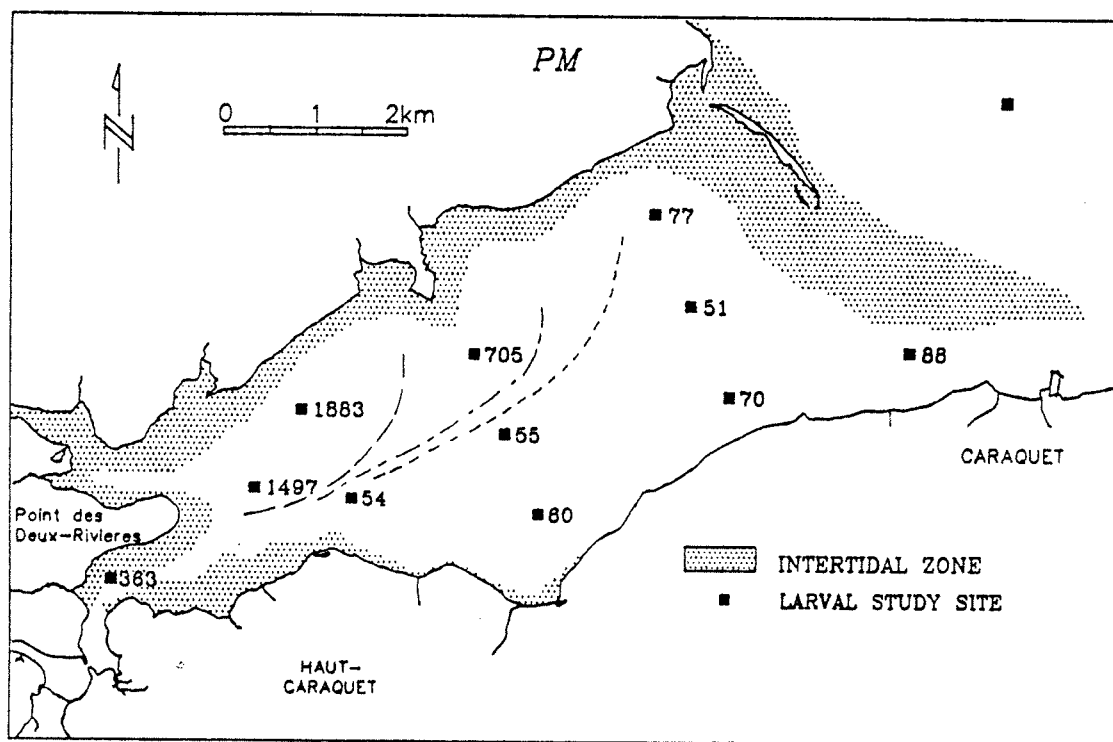 PM
N
0 1 2km
77
51
705
88
70
1883
55
CARAQUET
1497
54
Point des
Deux-Rivieres
80
363
INTERTIDAL ZONE
LARVAL STUDY SITE
HAUT-
CARAQUET